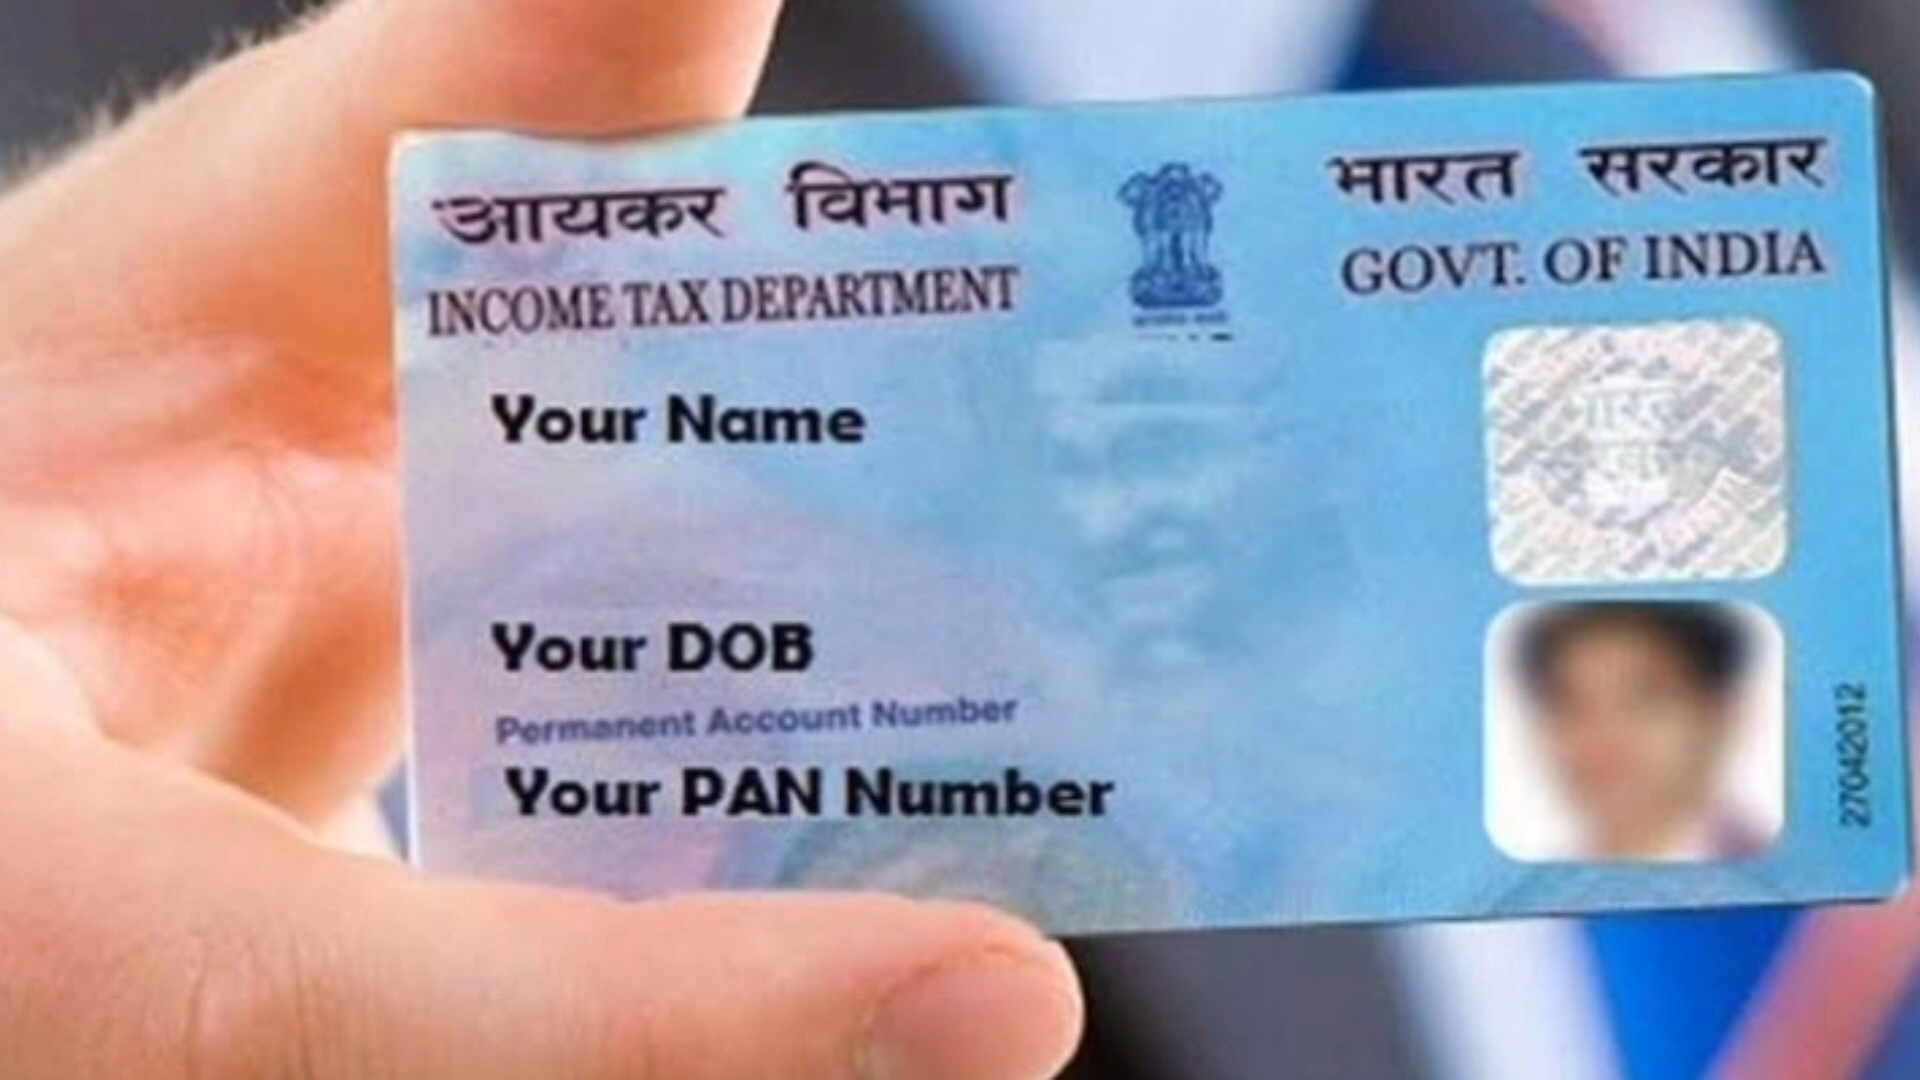 आयकर विभाग
INCOME TAX DEPARTMENT
भारत सरकार
GOVT. OF INDIA
Your Name
Your DOB
Permanent Account Number
Your PAN Number
27042012